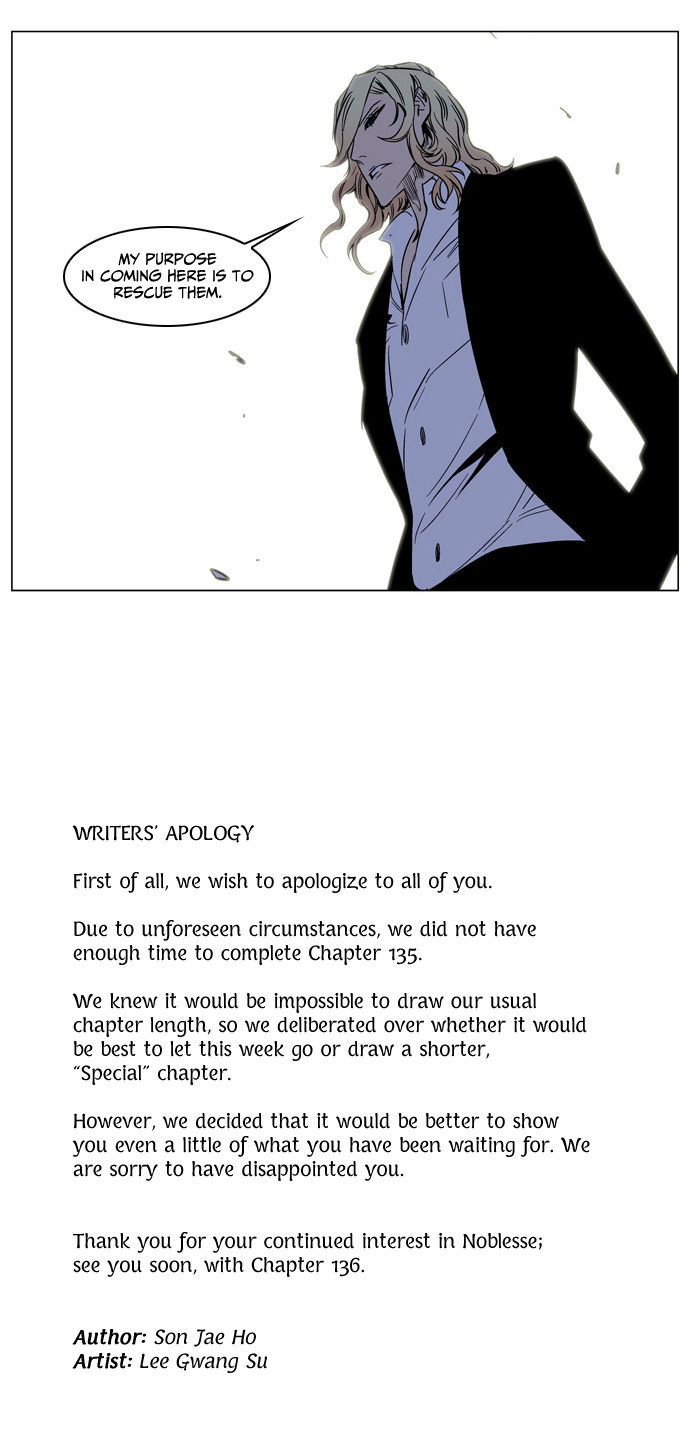 MY PURPOSE
IN COMING HERE IS TO
RESCUE THEM.
WRITERS' APOLOGY
First of all, we wish to apologize to all of you.
Due to unforeseen circumstances, we did not have
enough time to complete Chapter 135.
We knew it would be impossible to draw our usual
chapter length, so we deliberated over whether it would
be best to let this week go or draw a shorter,
"Special" chapter.
However, we decided that it would be better to show
you even a little of what you have been waiting for. We
are sorry to have disappointed you.
Thank you for your continued interest in Noblesse;
see you soon, with Chapter 136.
Author: Son Jae Ho
Artist: Lee Gwang Su